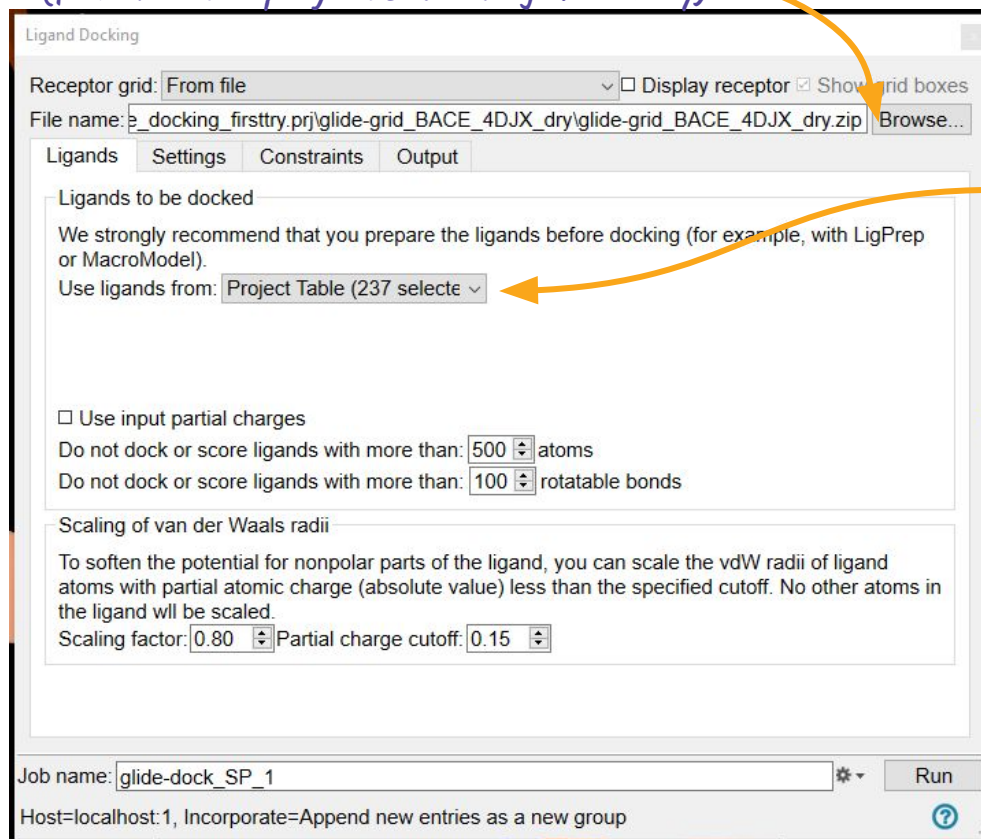 Ligand Docking
Receptor grid: From file Display receptor Show grid boxes
File name: e_docking_firsttry.prj\glide-grid_BACE_4DJX_dry\glide-grid_BACE_4DJX_dry.zip Browse...
Ligands Settings Constraints Output
Ligands to be docked
We strongly recommend that you prepare the ligands before docking (for example, with LigPrep
or MacroModel).
Use ligands from: Project Table (237 selecte
Use input partial charges
Do not dock or score ligands with more than: 500 atoms
Do not dock or score ligands with more than: 100 rotatable bonds
Scaling of van der Waals radii
To soften the potential for nonpolar parts of the ligand, you can scale the vdW radii of ligand
atoms with partial atomic charge (absolute value) less than the specified cutoff. No other atoms in
the ligand wll be scaled.
Scaling factor: 0.80 Partial charge cutoff: 0.15
Job name: glide-dock_SP_1 Run
Host=localhost:1, Incorporate=Append new entries as a new group